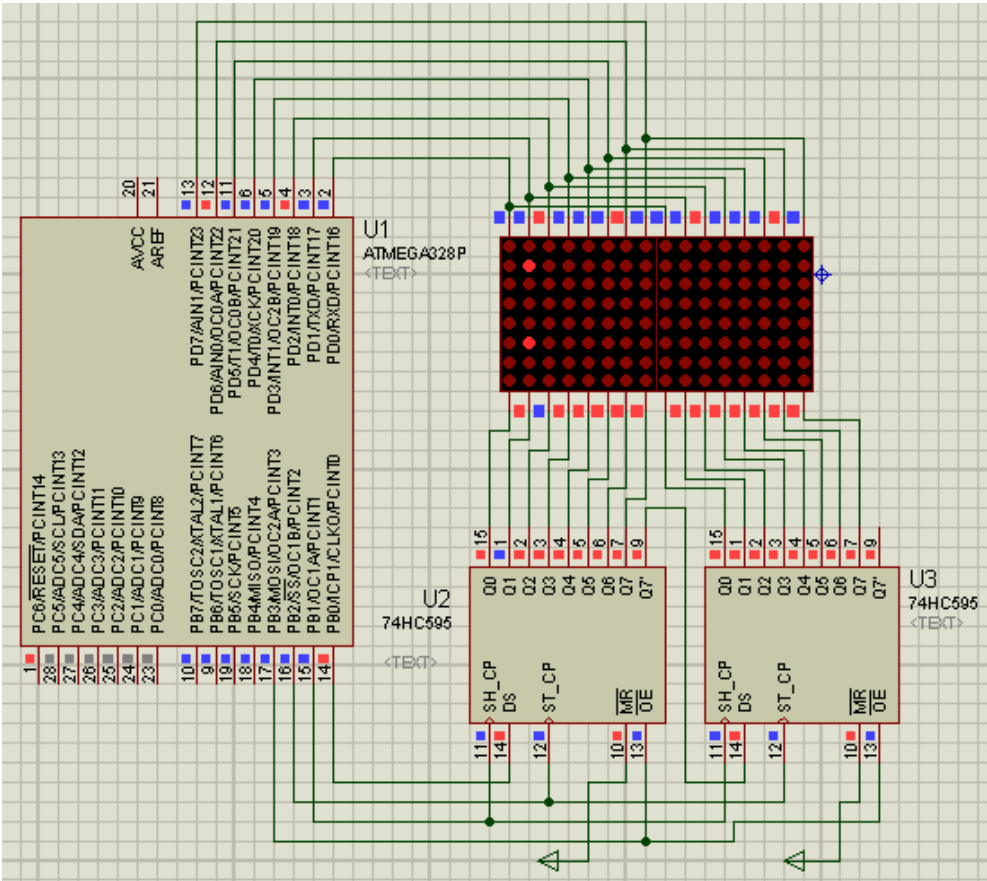 20
21
13
12
11
6
5
4
3
2
AVCC
AREF
PD7/AIN1/PCINT23
PD6/AIN0/OC0A/PCINT22
PD5/T1/OC0B/PCINT21
PD4/T0/XCK/PCINT20
PD3/INT1/OC2B/PCINT19
PD2/INT0/PCINT18
PD1/TXD/PCINT17
PD0/RXD/PCINT16
U1
ATMEGA328P
<TEXT>
PC6/RESET/PCINT14
PC5/ADC5/SCL/PCINT13
PC4/ADC4/SDA/PCINT12
PC3/ADC3/PCINT11
PC2/ADC2/PCINT10
PC1/ADC1/PCINT9
PC0/ADC0/PCINT8
PB7/TOSC2/XTAL2/PCINT7
PB6/TOSC1/XTAL1/PCINT6
PB5/SCK/PCINT5
PB4/MISO/PCINT4
PB3/MOSI/OC2A/PCINT3
PB2/SS/OC1B/PCINT2
PB1/OC1A/PCINT1
PB0/ICP1/CLKO/PCINT0
1
28
27
26
25
24
23
10
9
19
18
17
16
15
14
U2
74HC595
<TEXT>
15
1
2
3
4
5
6
7
9
Q0
Q1
Q2
Q3
Q4
Q5
Q6
Q7
Q7'
SH_CP
DS
ST_CP
MR
OE
11
14
12
10
13
U3
74HC595
<TEXT>
15
1
2
3
4
5
6
7
9
Q0
Q1
Q2
Q3
Q4
Q5
Q6
Q7
Q7'
SH_CP
DS
ST_CP
MR
OE
11
14
12
10
13